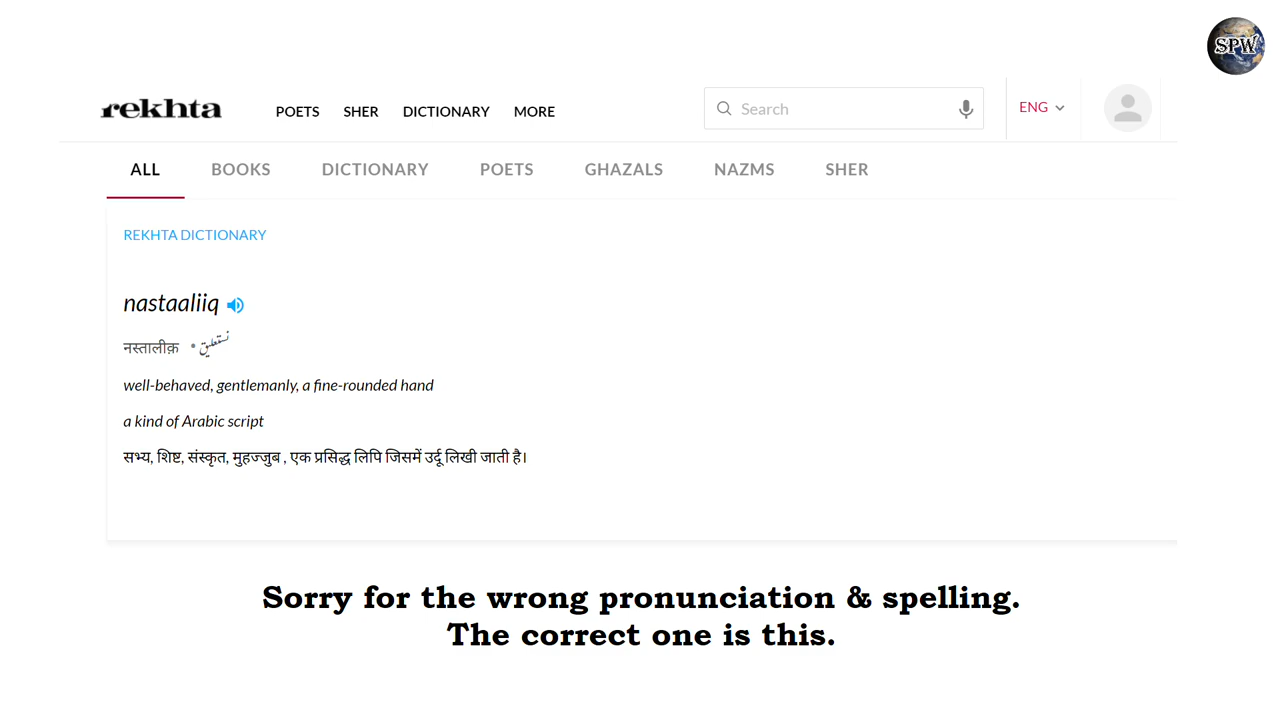 SPW
rekhta POETS SHER DICTIONARY MORE Search ENG
ALL BOOKS DICTIONARY POETS GHAZALS NAZMS SHER
REKHTA DICTIONARY
nastaaliiq
नस्तालीक़ • نستعلیق
well-behaved, gentlemanly, a fine-rounded hand
a kind of Arabic script
सभ्य, शिष्ट, संस्कृत, मुहज्जुब , एक प्रसिद्ध लिपि जिसमें उर्दू लिखी जाती है।
Sorry for the wrong pronunciation & spelling.
The correct one is this.